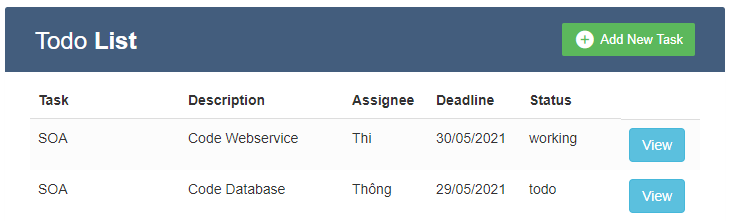 Todo List
Add New Task
Task Description Assignee Deadline Status
SOA Code Webservice Thi 30/05/2021 working View
SOA Code Database Thông 29/05/2021 todo View